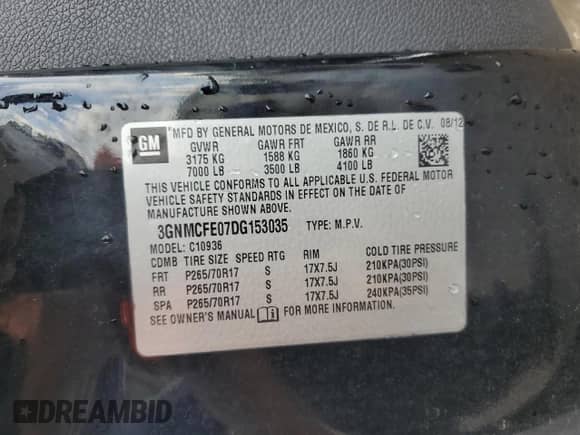 GM
*MFD BY GENERAL MOTORS DE MEXICO, S. DE R.L. DE C.V. 08/12
GVWR GAWR FRT GAWR RR
3175 KG 1588 KG 1860 KG
7000 LB 3500 LB 4100 LB
THIS VEHICLE CONFORMS TO ALL APPLICABLE U.S. FEDERAL MOTOR
VEHICLE SAFETY STANDARDS IN EFFECT ON THE DATE OF
MANUFACTURE SHOWN ABOVE.
3GNMCFE07DG153035 TYPE: M.P.V.
MODEL: C10936
CDMB TIRE SIZE SPEED RTG RIM COLD TIRE PRESSURE
FRT P265/70R17 S 17X7.5J 210KPA(30PSI)
RR P265/70R17 S 17X7.5J 210KPA(30PSI)
SPA P265/70R17 S 17X7.5J 240KPA(35PSI)
SEE OWNER'S MANUAL FOR MORE INFORMATION.
DREAMBID